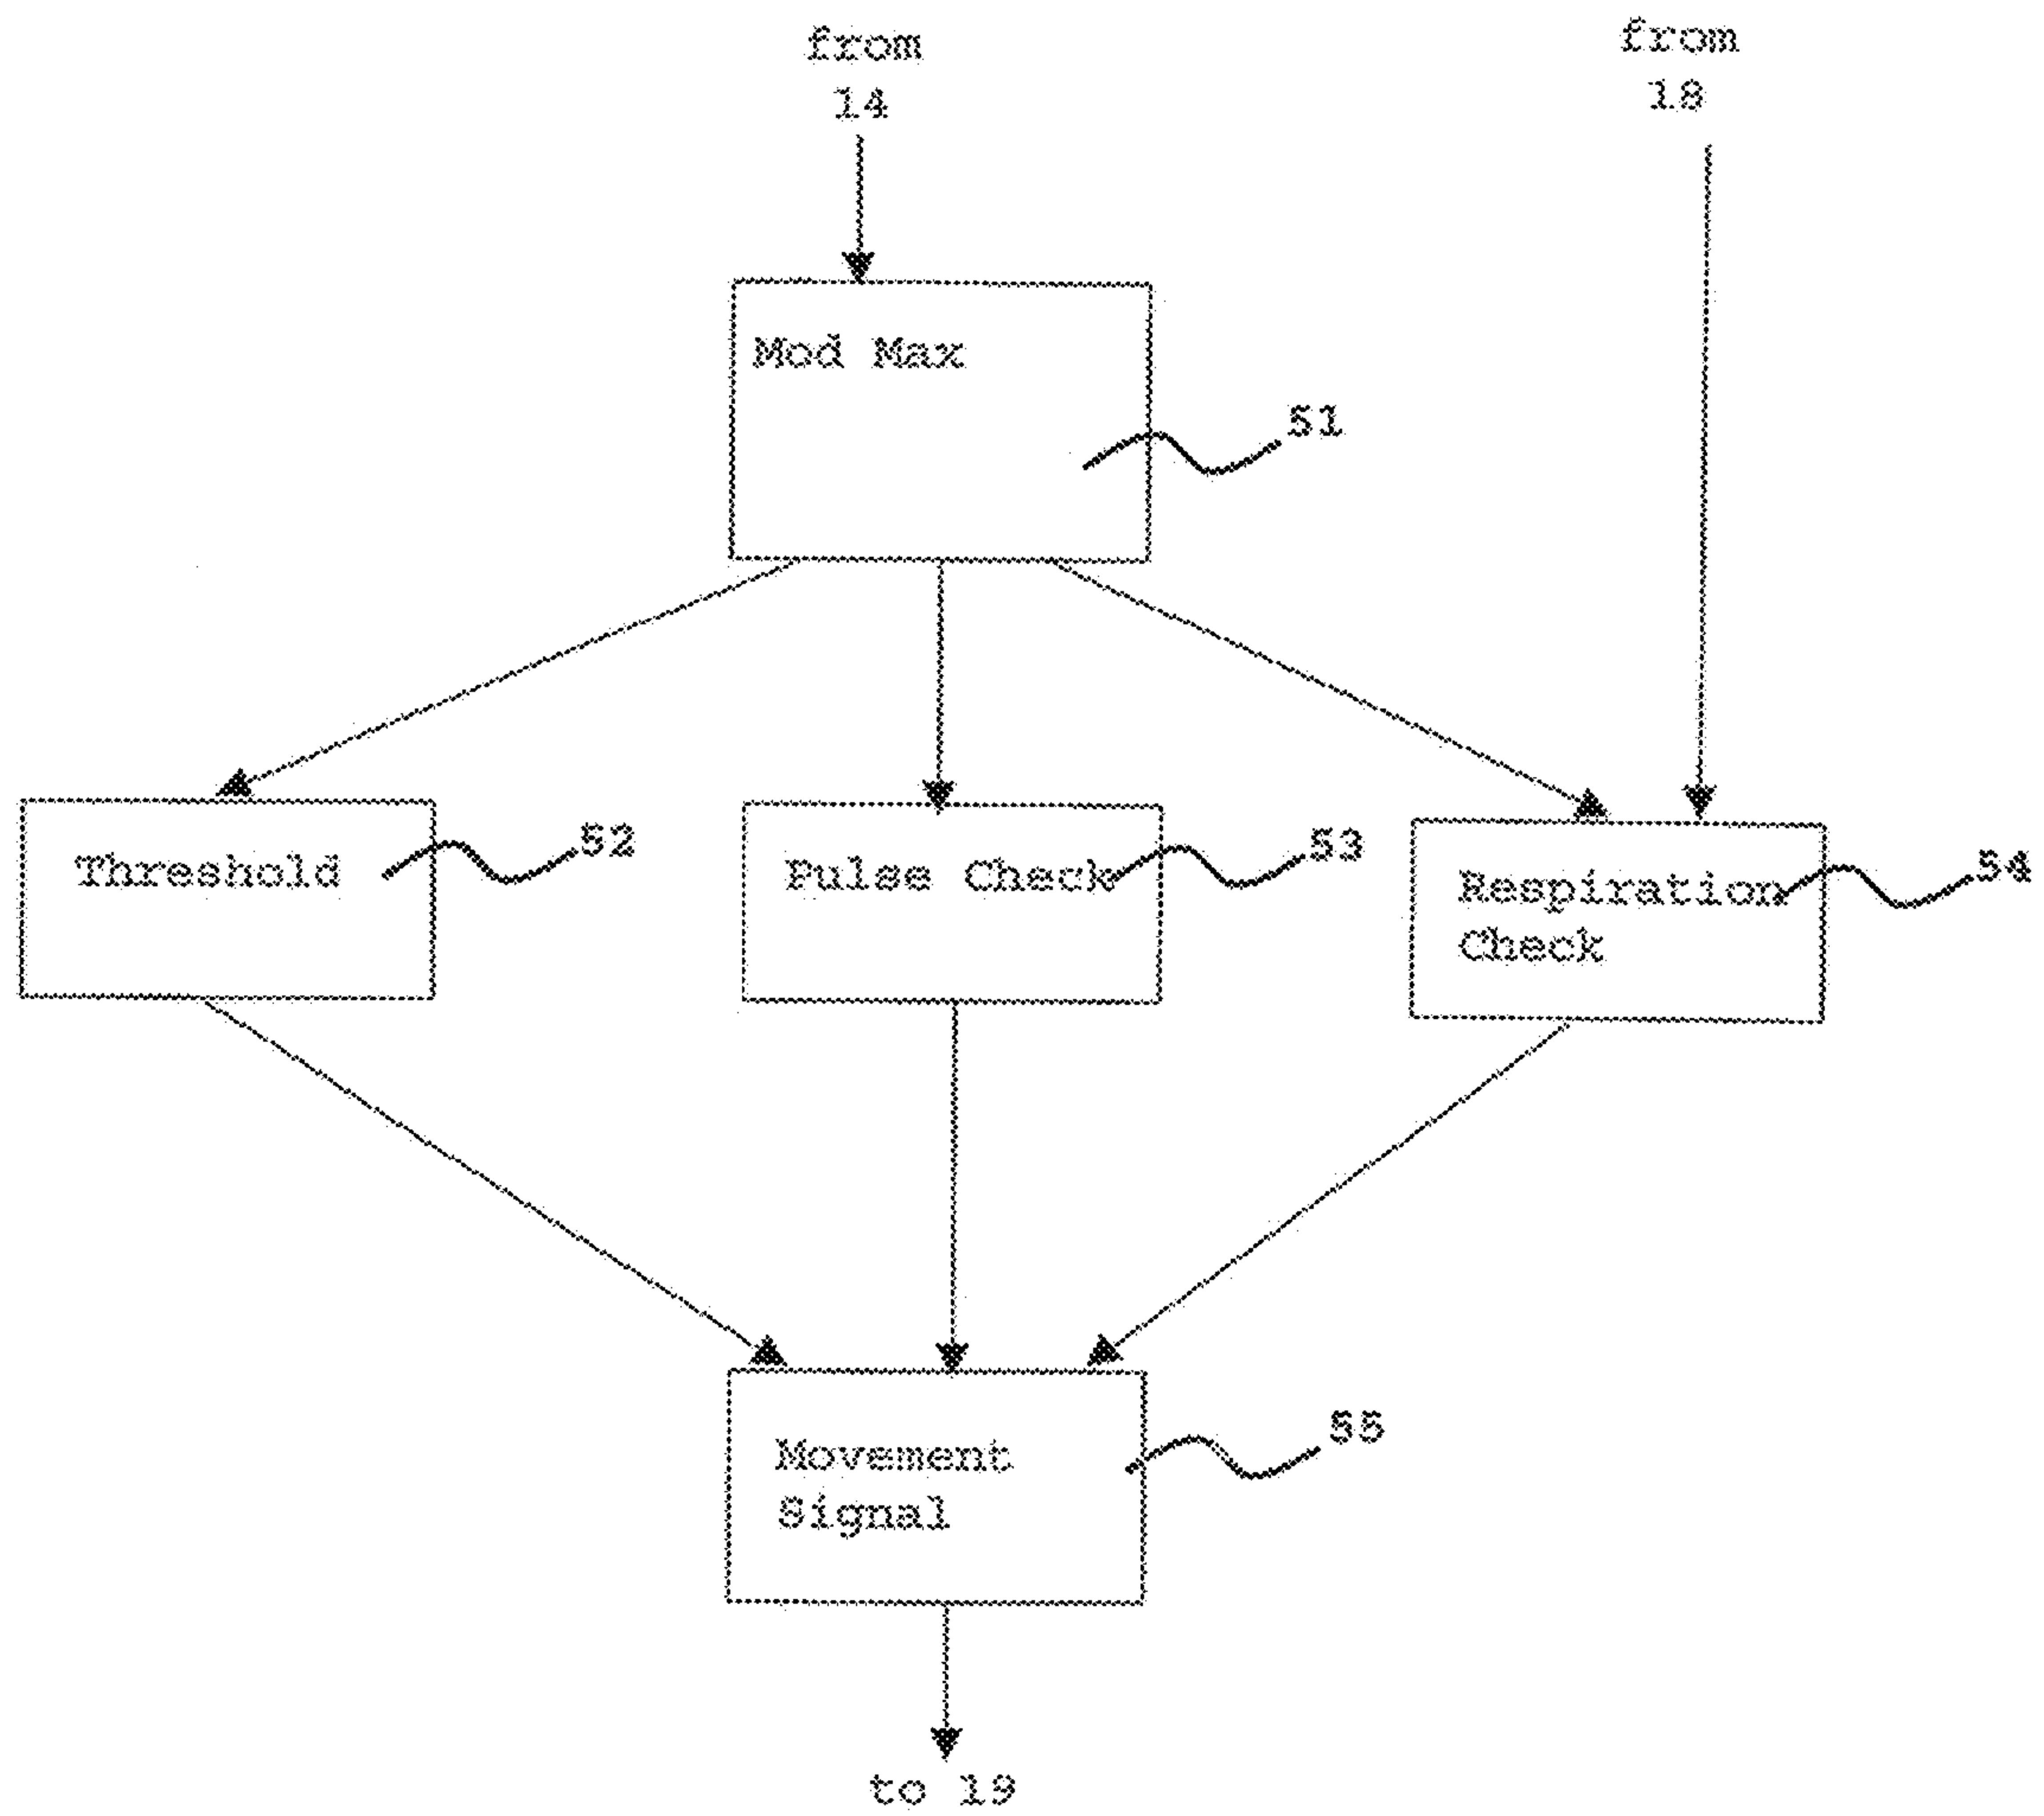 from
14
from
18
Mod Max
51
Threshold
52
Pulse Check
53
Respiration
Check
54
Movement
Signal
55
to 19